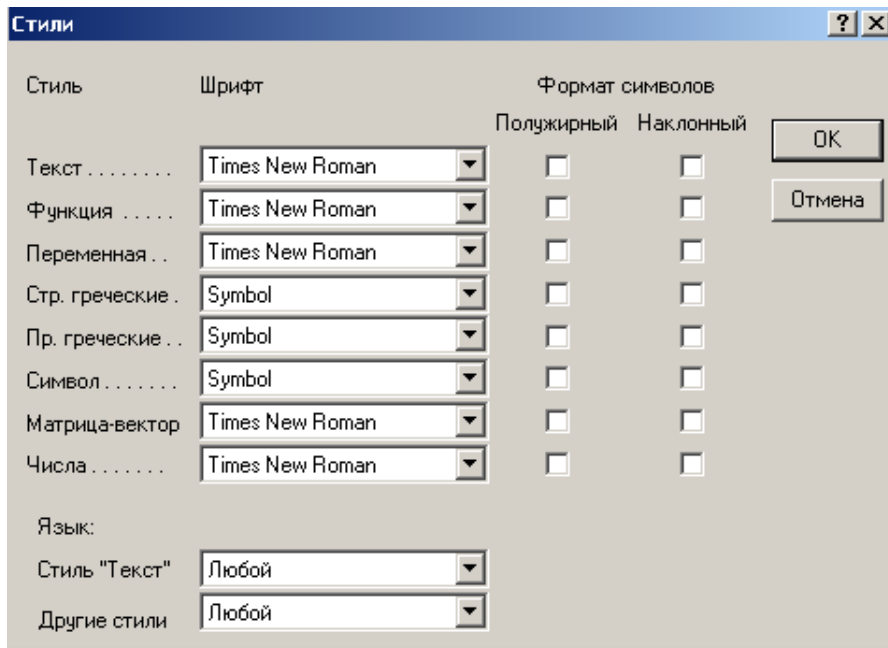 Стили
Стиль Шрифт Формат символов
Полужирный Наклонный
OK
Текст . . . . . . . . Times New Roman
Отмена
Функция . . . . . Times New Roman
Переменная . . Times New Roman
Стр. греческие . Symbol
Пр. греческие . . Symbol
Символ . . . . . . . Symbol
Матрица-вектор Times New Roman
Числа . . . . . . . Times New Roman
Язык:
Стиль "Текст" Любой
Другие стили Любой